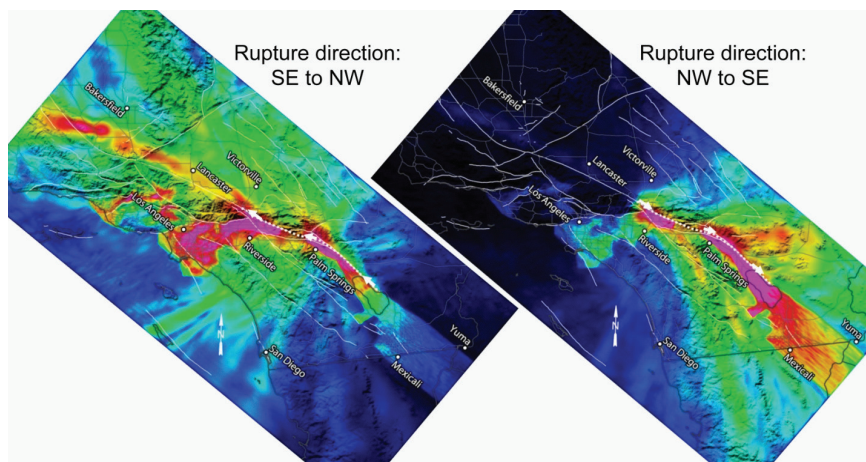 Rupture direction:
SE to NW
Bakersfield
Lancaster
Victorville
Los Angeles
Riverside
Palm Springs
N
San Diego
Mexicali
Yuma
Rupture direction:
NW to SE
Bakersfield
Lancaster
Victorville
Los Angeles
Riverside
Palm Springs
N
San Diego
Mexicali
Yuma